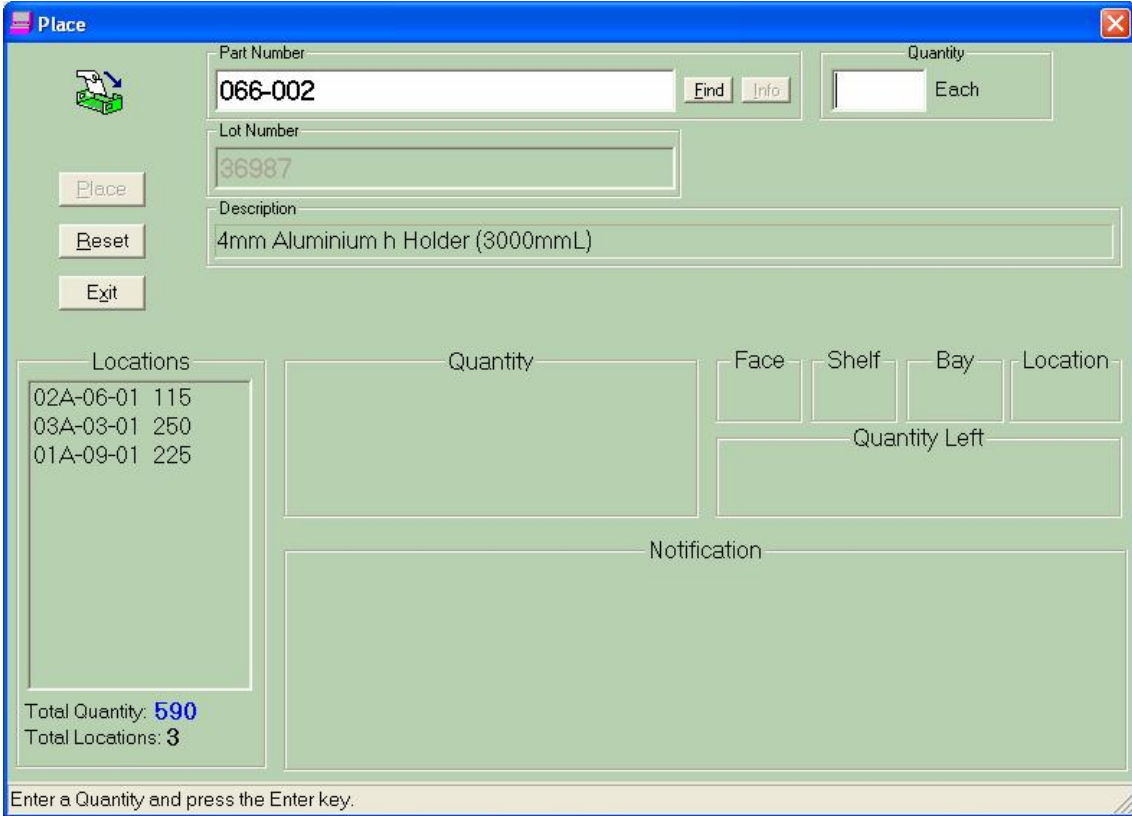 Place
Part Number
066-002
Find
Info
Quantity
Each
Lot Number
36987
Place
Description
4mm Aluminium h Holder (3000mmL)
Reset
Exit
Locations
02A-06-01 115
03A-03-01 250
01A-09-01 225
Total Quantity: 590
Total Locations: 3
Quantity
Face
Shelf
Bay
Location
Quantity Left
Notification
Enter a Quantity and press the Enter key.